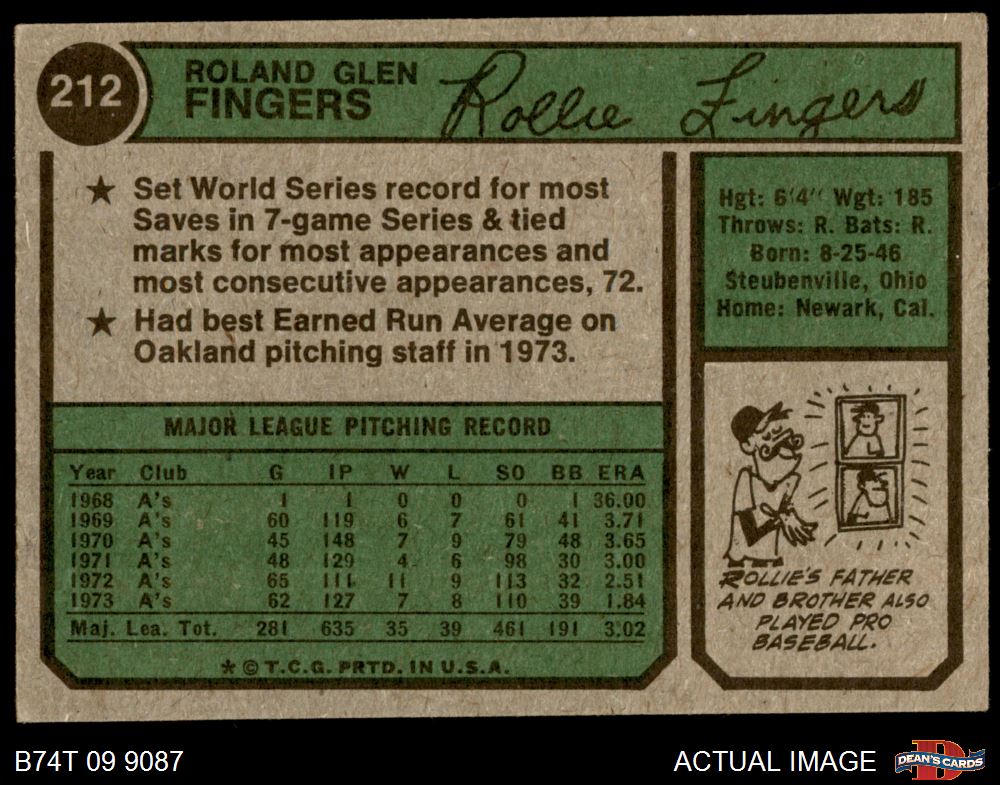 212
ROLAND GLEN
FINGERS
Rollie Fingers
★ Set World Series record for most
Saves in 7-game Series & tied
marks for most appearances and
most consecutive appearances, 72.
★ Had best Earned Run Average on
Oakland pitching staff in 1973.
Hgt: 6'4" Wgt: 185
Throws: R. Bats: R.
Born: 8-25-46
Steubenville, Ohio
Home: Newark, Cal.
MAJOR LEAGUE PITCHING RECORD
Year Club G IP W L SO BB ERA
1968 A's 1 1 0 0 0 1 36.00
1969 A's 60 119 6 7 61 41 3.71
1970 A's 45 148 7 9 79 48 3.65
1971 A's 48 129 4 6 98 30 3.00
1972 A's 65 111 11 9 113 32 2.51
1973 A's 62 127 7 8 110 39 1.84
Maj. Lea. Tot. 281 635 35 39 461 191 3.02
* © T.C.G. PRTD. IN U.S.A.
ROLLIE'S FATHER
AND BROTHER ALSO
PLAYED PRO
BASEBALL.
B74T 09 9087
ACTUAL IMAGE
DEAN'S CARDS